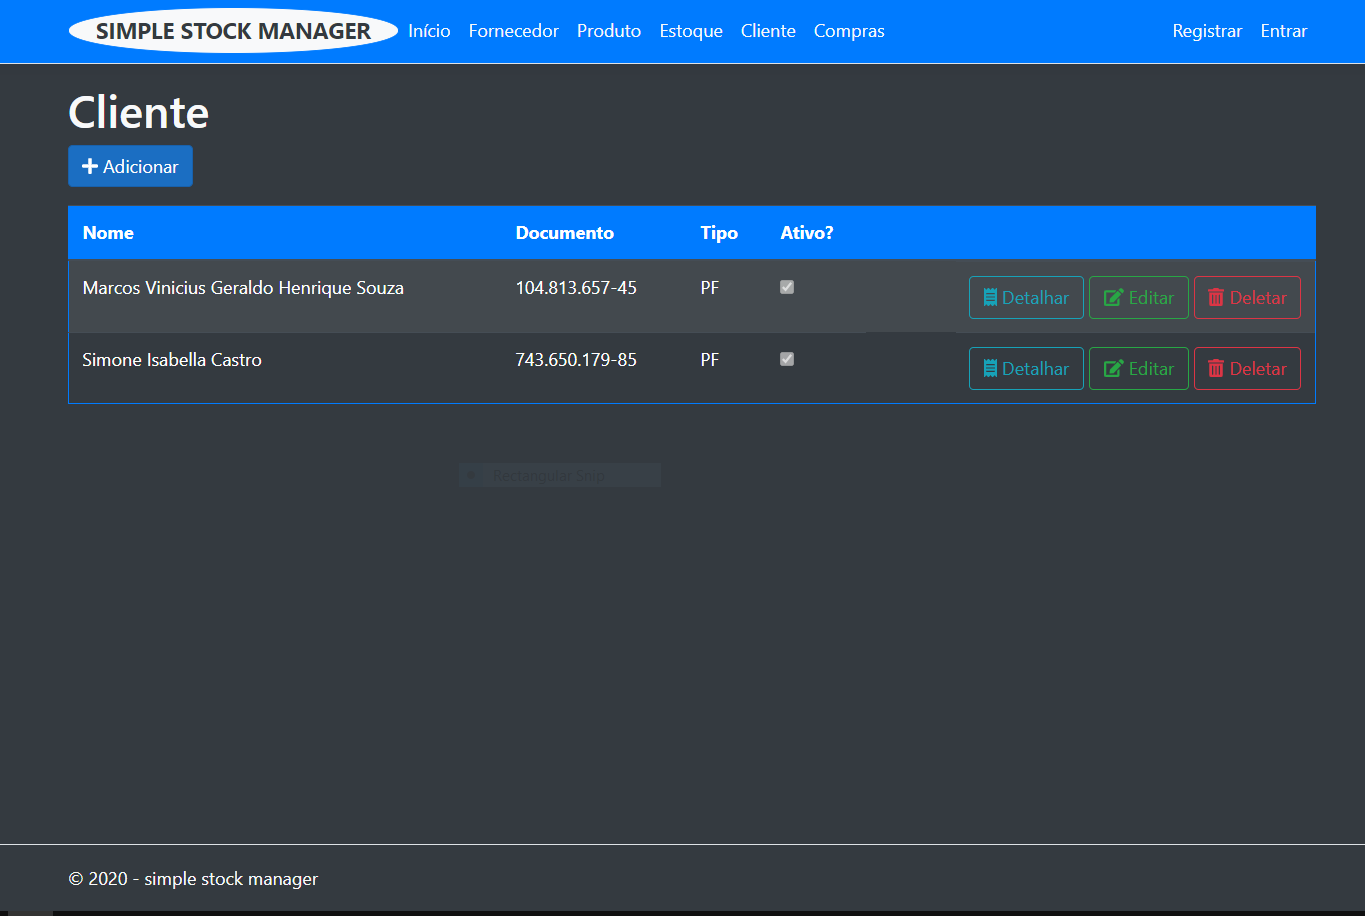 SIMPLE STOCK MANAGER Início Fornecedor Produto Estoque Cliente Compras Registrar Entrar
Cliente
Adicionar
Nome Documento Tipo Ativo?
Marcos Vinicius Geraldo Henrique Souza 104.813.657-45 PF Detalhar Editar Deletar
Simone Isabella Castro 743.650.179-85 PF Detalhar Editar Deletar
Rectangular Snip
© 2020 - simple stock manager